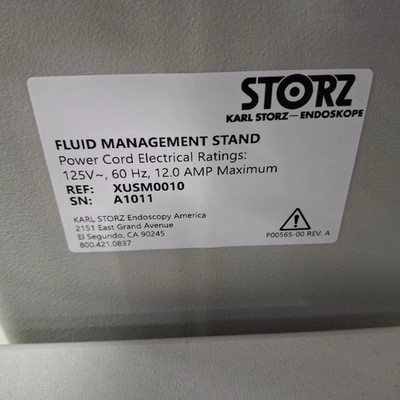 STORZ
KARL STORZ—ENDOSKOPE
FLUID MANAGEMENT STAND
Power Cord Electrical Ratings:
125V~, 60 Hz, 12.0 AMP Maximum
REF: XUSM0010
SN: A1011
KARL STORZ Endoscopy America
2151 East Grand Avenue
El Segundo, CA 90245
800.421.0837
P00565-00 REV. A